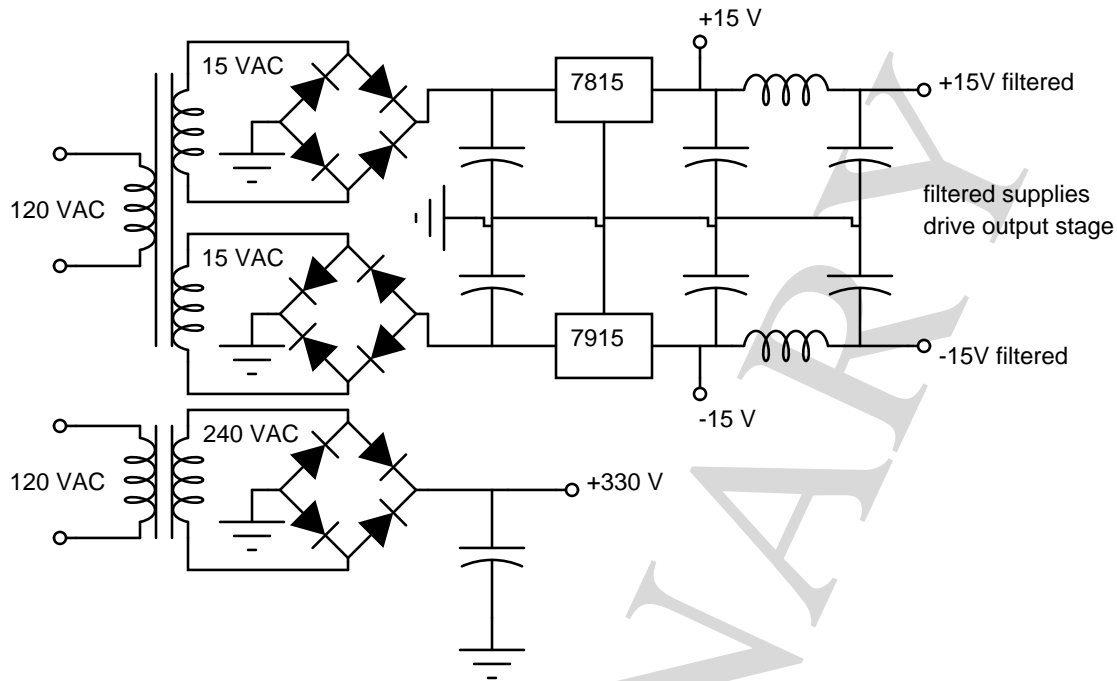 +15 V
15 VAC
7815
+15V filtered
120 VAC
filtered supplies
drive output stage
15 VAC
7915
-15V filtered
-15 V
240 VAC
120 VAC
+330 V